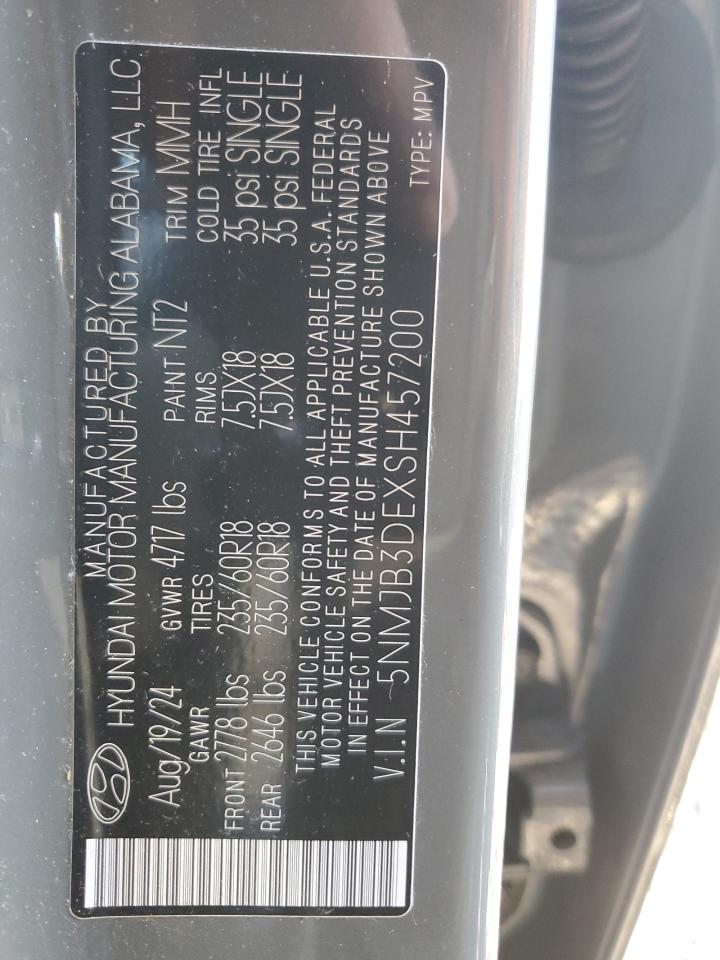 MANUFACTURED BY
HYUNDAI MOTOR MANUFACTURING ALABAMA, LLC
Aug/19/24 GVWR 4717 lbs PAINT NT2 TRIM MMH
GAWR TIRES RIMS COLD TIRE INFL
FRONT 2778 lbs 235/60R18 7.5JX18 35 psi SINGLE
REAR 2646 lbs 235/60R18 7.5JX18 35 psi SINGLE
THIS VEHICLE CONFORMS TO ALL APPLICABLE U.S.A. FEDERAL
MOTOR VEHICLE SAFETY AND THEFT PREVENTION STANDARDS
IN EFFECT ON THE DATE OF MANUFACTURE SHOWN ABOVE
V.I.N 5NMJB3DEXSH457200
TYPE: MPV